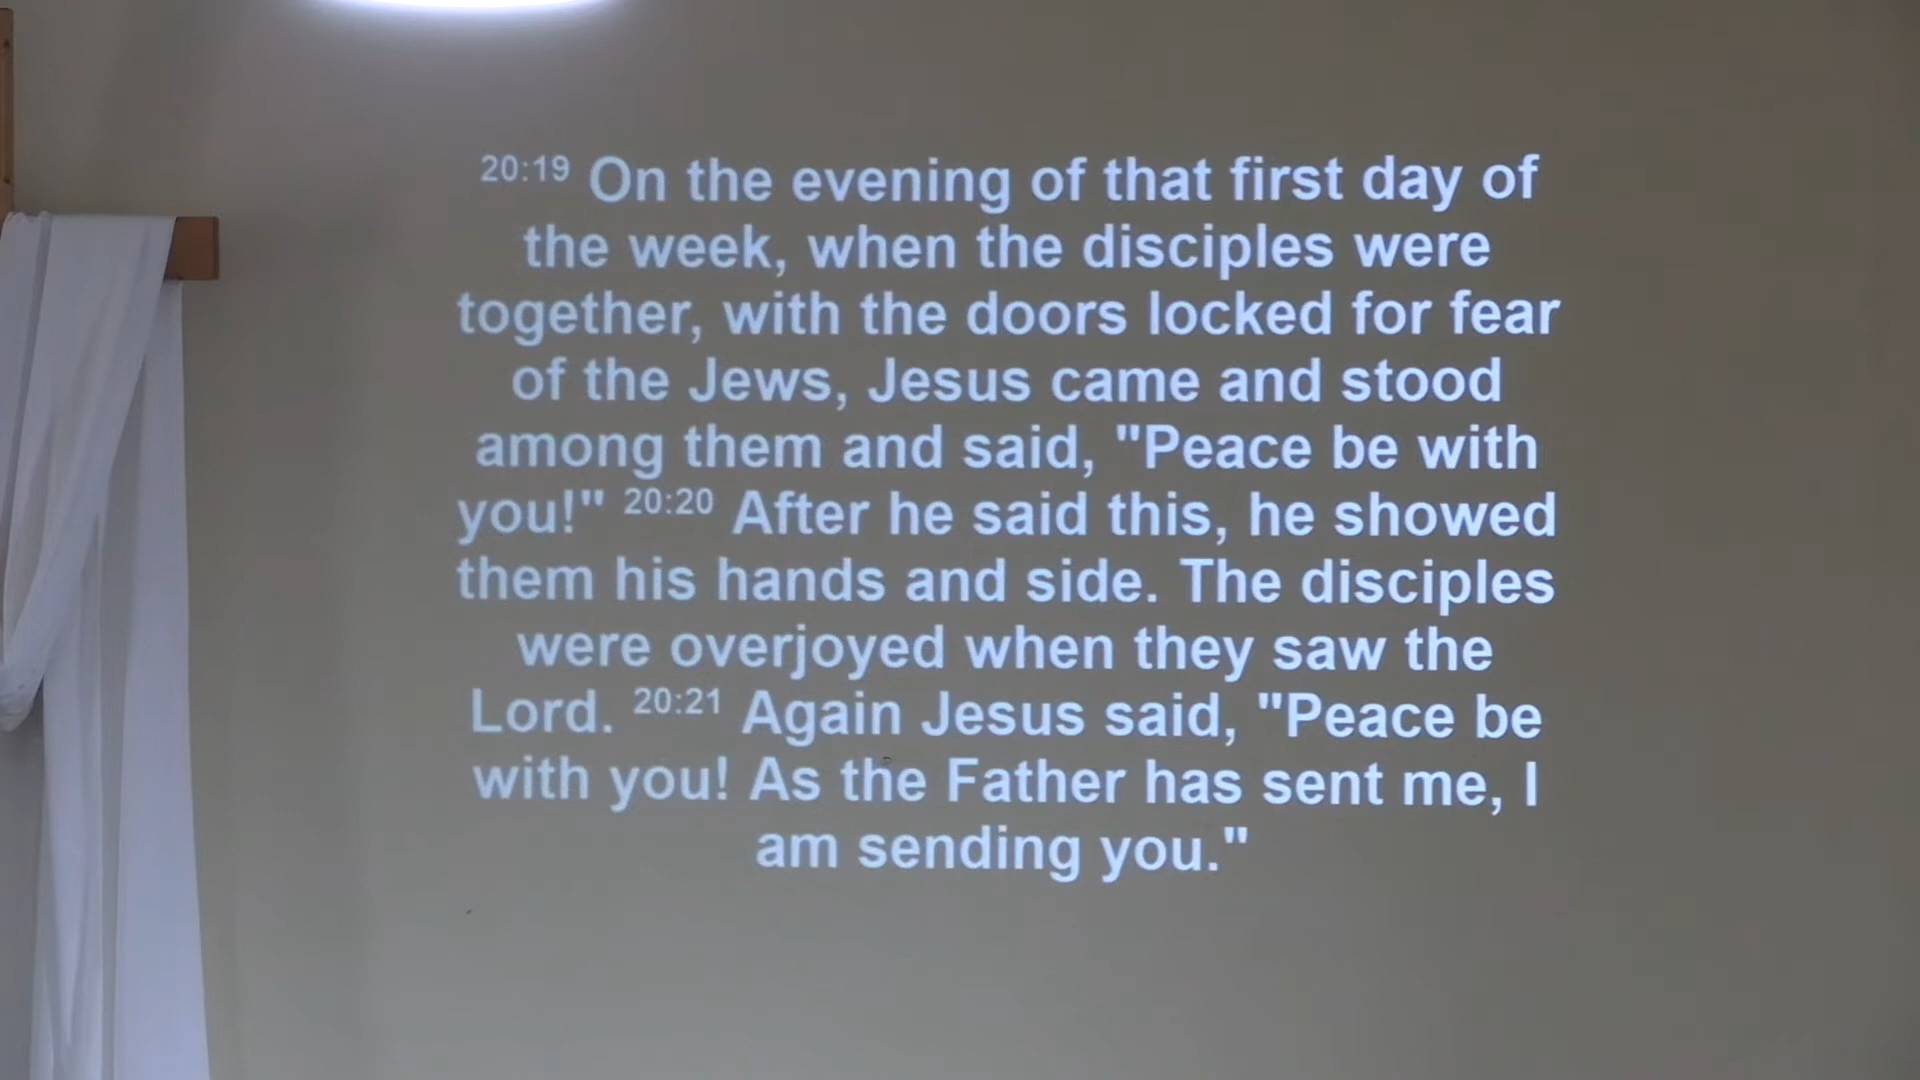 20:19 On the evening of that first day of
the week, when the disciples were
together, with the doors locked for fear
of the Jews, Jesus came and stood
among them and said, "Peace be with
you!" 20:20 After he said this, he showed
them his hands and side. The disciples
were overjoyed when they saw the
Lord. 20:21 Again Jesus said, "Peace be
with you! As the Father has sent me, I
am sending you."